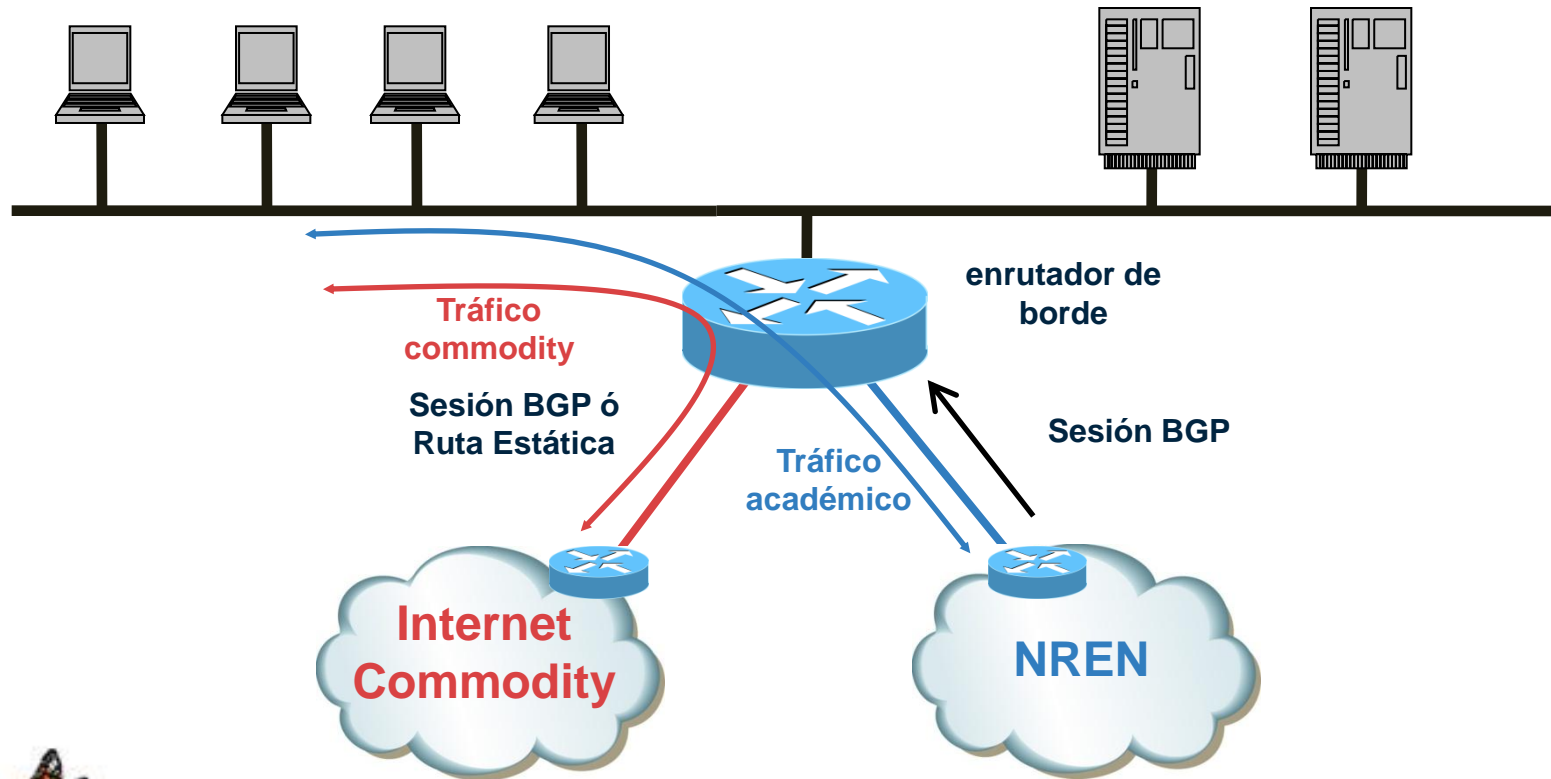 enrutador de
borde
Tráfico
commodity
Sesión BGP ó
Ruta Estática
Sesión BGP
Tráfico
académico
Internet
Commodity
NREN